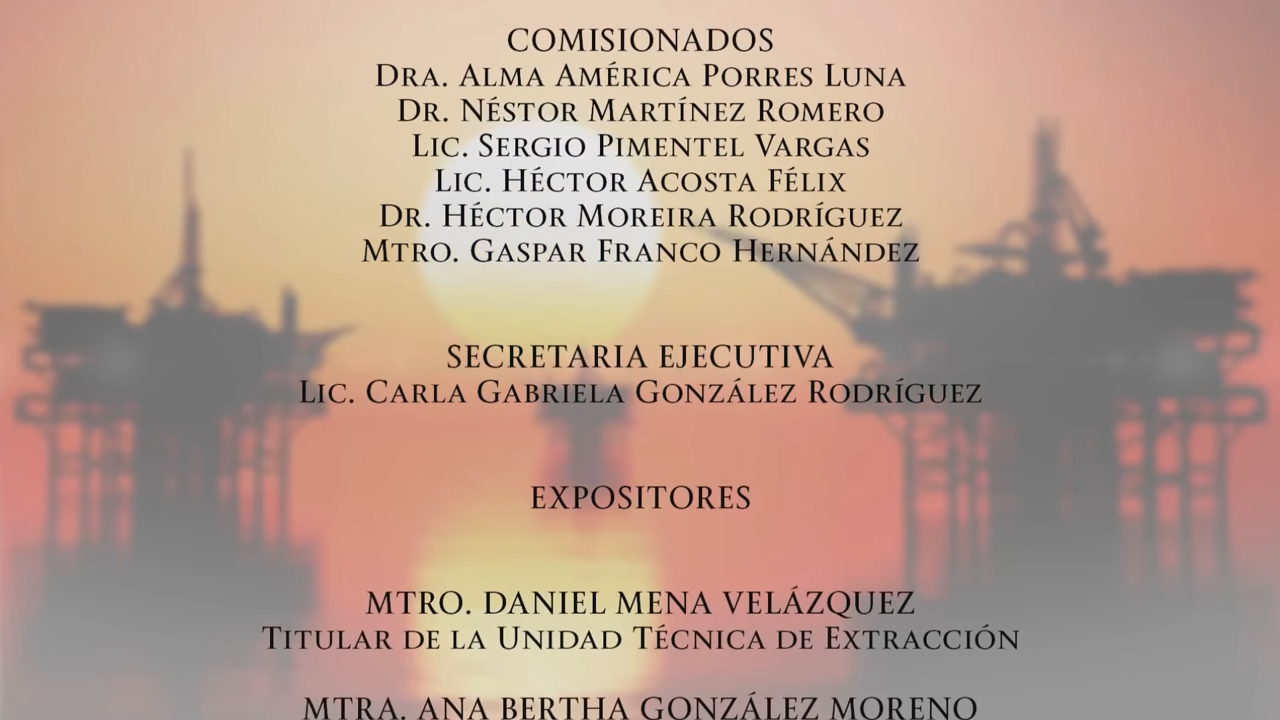 COMISIONADOS
Dra. Alma América Porres Luna
Dr. Néstor Martínez Romero
Lic. Sergio Pimentel Vargas
Lic. Héctor Acosta Félix
Dr. Héctor Moreira Rodríguez
Mtro. Gaspar Franco Hernández
SECRETARIA EJECUTIVA
Lic. Carla Gabriela González Rodríguez
EXPOSITORES
MTRO. DANIEL MENA VELÁZQUEZ
Titular de la Unidad Técnica de Extracción
MTRA. ANA BERTHA GONZÁLEZ MORENO